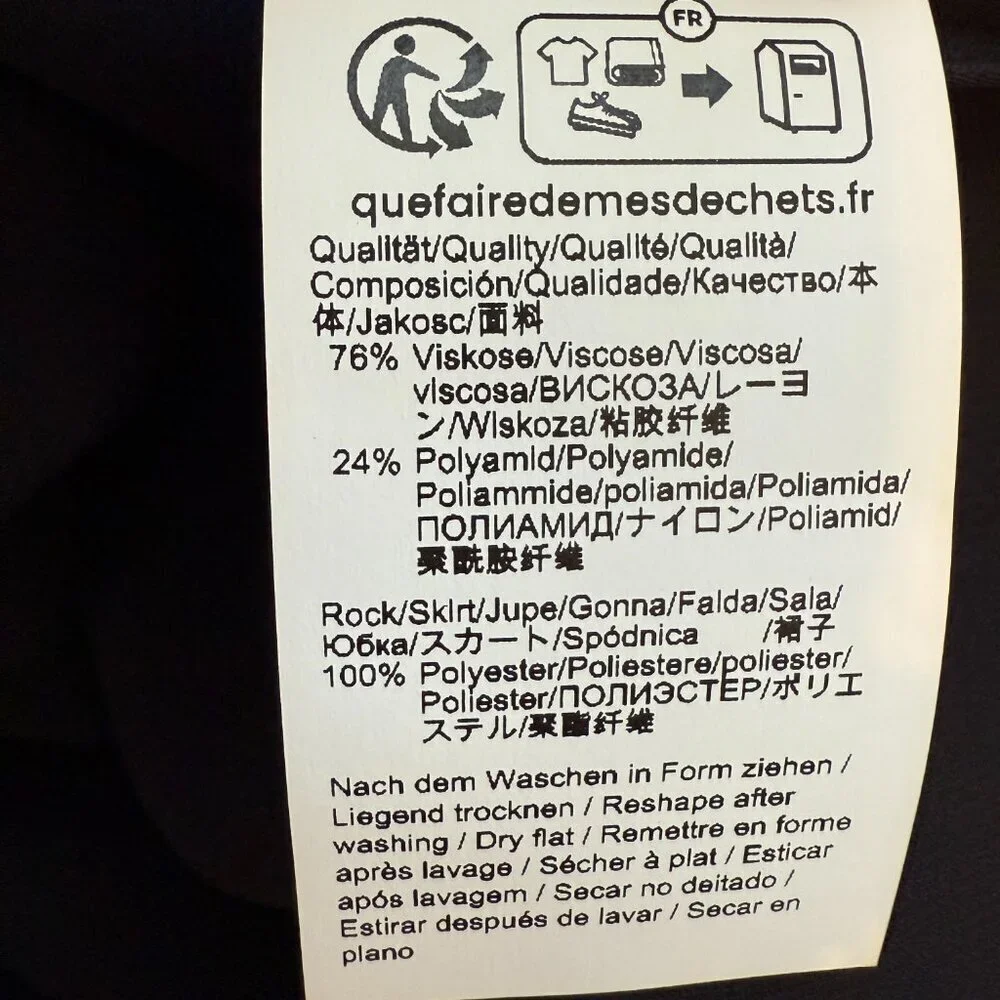 FR
quefairedemesdechets.fr
Qualität/Quality/Qualité/Qualità/
Composición/Qualidade/Качество/本
体/Jakosc/面料
76% Viskose/Viscose/Viscosa/
viscosa/ВИСКОЗА/レーヨ
ン/Wiskoza/粘胶纤维
24% Polyamid/Polyamide/
Poliammide/poliamida/Poliamida/
ПОЛИАМИД/ナイロン/Poliamid/
聚酰胺纤维
Rock/Skirt/Jupe/Gonna/Falda/Saia/
Юбка/スカート/Spódnica /裙子
100% Polyester/Poliestere/poliester/
Poliester/ПОЛИЭСТЕР/ポリエ
ステル/聚酯纤维
Nach dem Waschen in Form ziehen /
Liegend trocknen / Reshape after
washing / Dry flat / Remettre en forme
après lavage / Sécher à plat / Esticar
após lavagem / Secar no deitado /
Estirar después de lavar / Secar en
plano